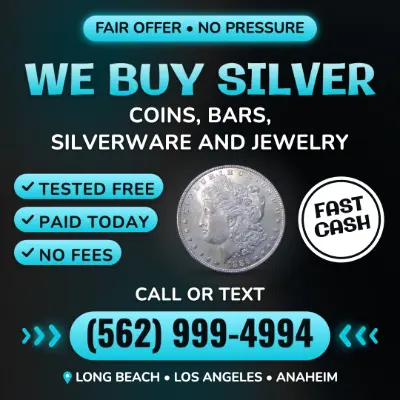 FAIR OFFER • NO PRESSURE
WE BUY SILVER
COINS, BARS,
SILVERWARE AND JEWELRY
✓ TESTED FREE
✓ PAID TODAY
✓ NO FEES
FAST
CASH
CALL OR TEXT
>>> (562) 999-4994 <<<
LONG BEACH • LOS ANGELES • ANAHEIM